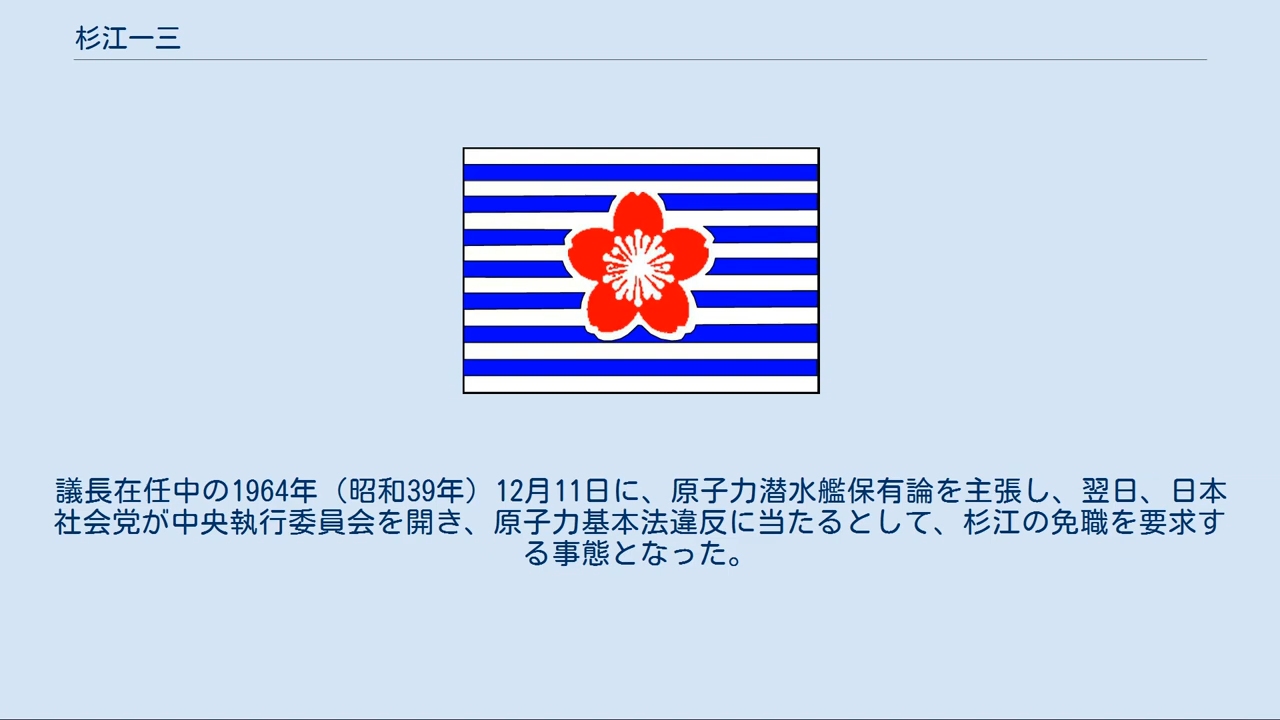 杉江一三
議長在任中の1964年（昭和39年）12月11日に、原子力潜水艦保有論を主張し、翌日、日本
社会党が中央執行委員会を開き、原子力基本法違反に当たるとして、杉江の免職を要求す
る事態となった。